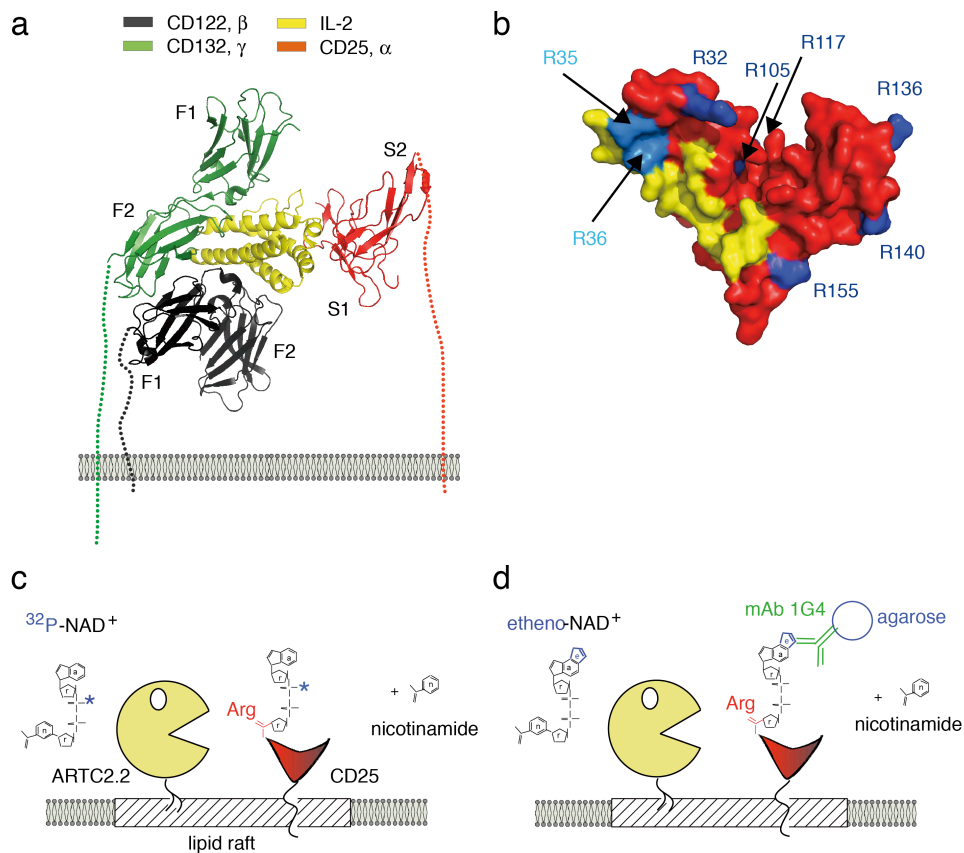 a
CD122, β
IL-2
CD132, γ
CD25, α
F1
S2
F2
S1
F2
F1
b
R117
R35
R32
R105
R136
R36
R140
R155
c
32P-NAD+
a
r
*
n
r
a
r
*
Arg
r
+
n
nicotinamide
ARTC2.2
CD25
lipid raft
d
mAb 1G4
etheno-NAD+
agarose
e
a
r
n
r
e
a
r
Arg
r
+
n
nicotinamide